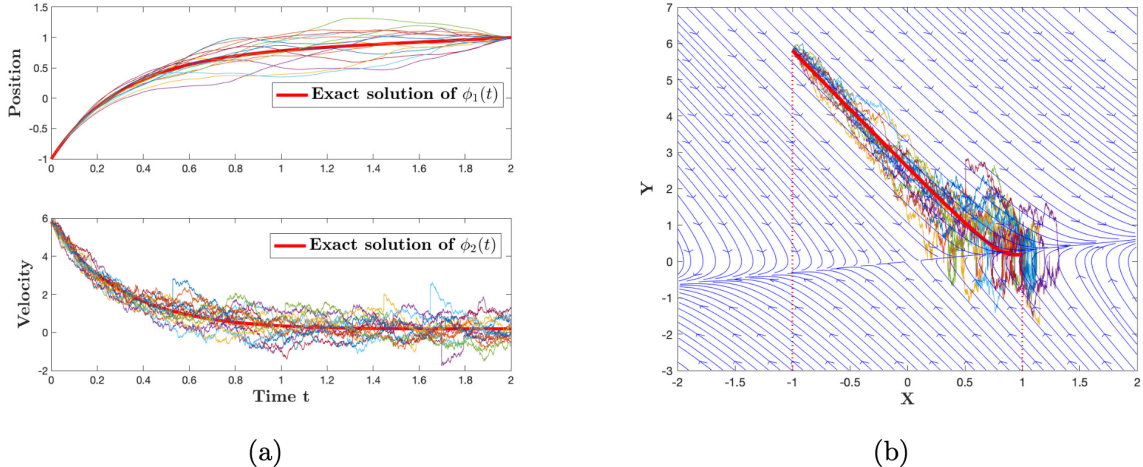 1.5
1
0.5
0
-0.5
-1
Position
Exact solution of ϕ₁(t)
0 0.2 0.4 0.6 0.8 1 1.2 1.4 1.6 1.8 2
6
4
2
0
-2
Velocity
Exact solution of ϕ₂(t)
0 0.2 0.4 0.6 0.8 1 1.2 1.4 1.6 1.8 2
Time t
(a)
7
6
5
4
3
2
1
0
-1
-2
-3
Y
-2 -1.5 -1 -0.5 0 0.5 1 1.5 2
X
(b)